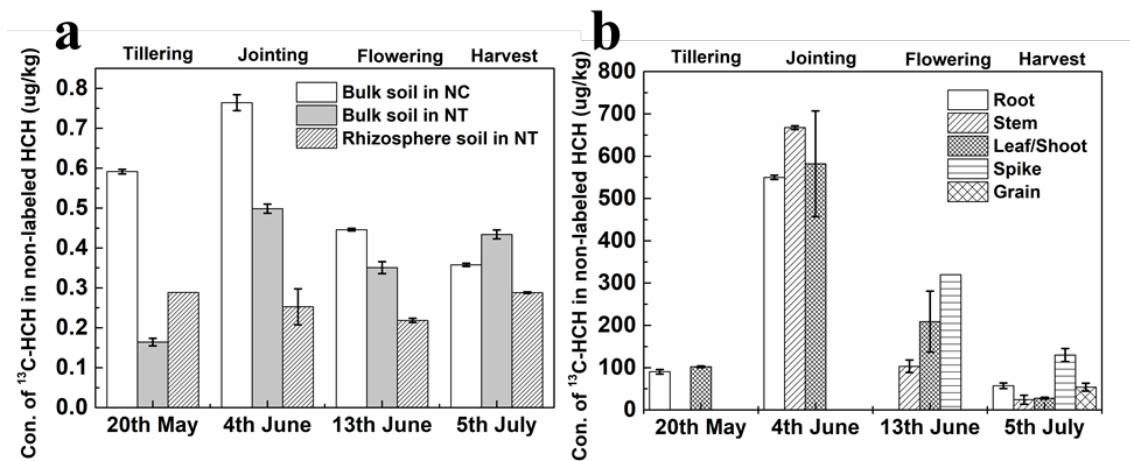 a
Tillering Jointing Flowering Harvest
Con. of ¹³C-HCH in non-labeled HCH (ug/kg)
0.8
0.7
0.6
0.5
0.4
0.3
0.2
0.1
0.0
Bulk soil in NC
Bulk soil in NT
Rhizosphere soil in NT
20th May 4th June 13th June 5th July
b
Tillering Jointing Flowering Harvest
Con. of ¹³C-HCH in non-labeled HCH (ug/kg)
800
700
650
600
550
500
450
400
300
200
100
00
Root
Stem
Leaf/Shoot
Spike
Grain
20th May 4th June 13th June 5th July